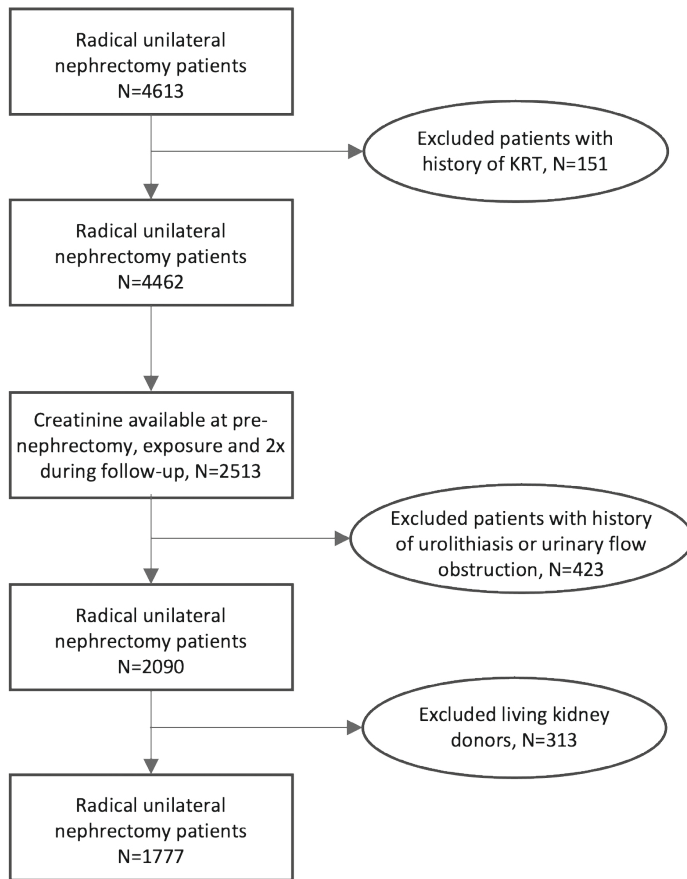 Radical unilateral
nephrectomy patients
N=4613
Excluded patients with
history of KRT, N=151
Radical unilateral
nephrectomy patients
N=4462
Creatinine available at pre-
nephrectomy, exposure and 2x
during follow-up, N=2513
Excluded patients with history
of urolithiasis or urinary flow
obstruction, N=423
Radical unilateral
nephrectomy patients
N=2090
Excluded living kidney
donors, N=313
Radical unilateral
nephrectomy patients
N=1777